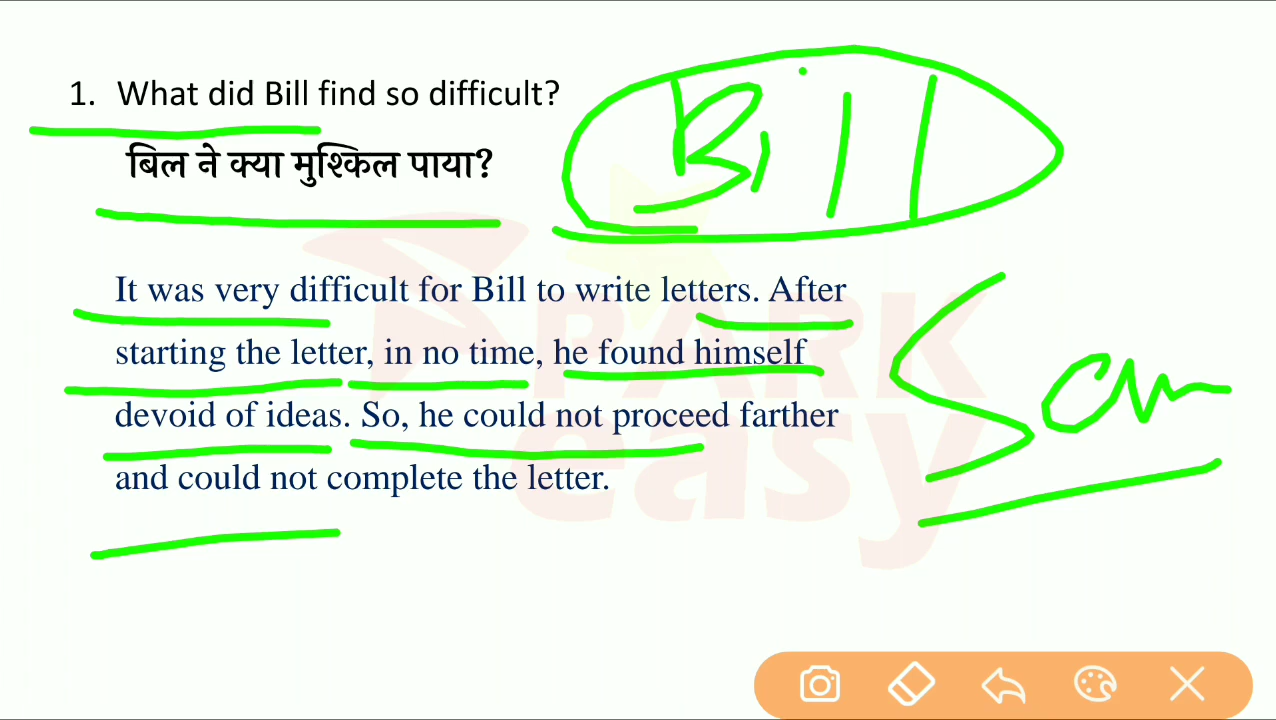 1. What did Bill find so difficult?
Bill
बिल ने क्या मुश्किल पाया?
It was very difficult for Bill to write letters. After
starting the letter, in no time, he found himself
devoid of ideas. So, he could not proceed farther
and could not complete the letter.
SPARK
easy